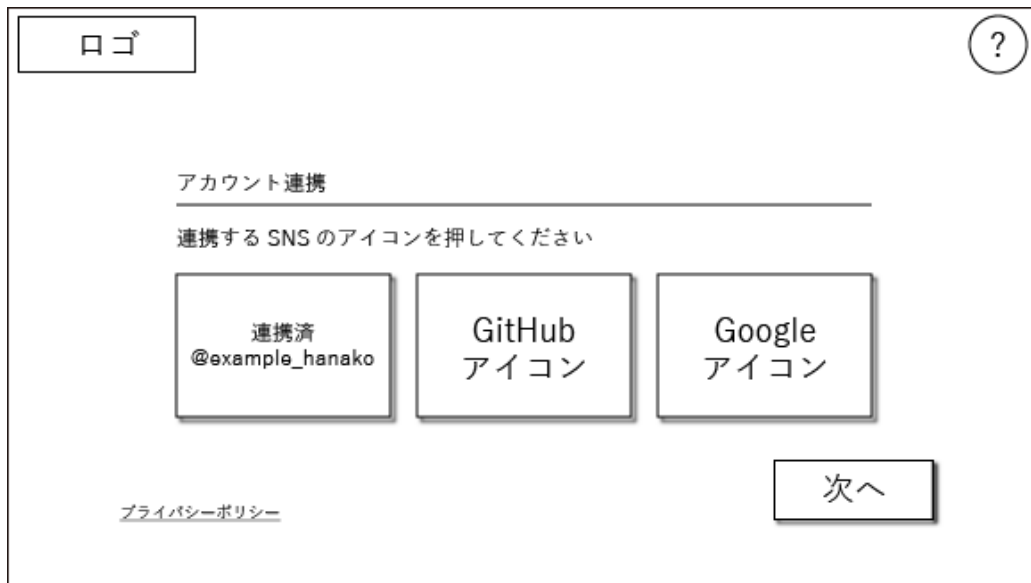 ロゴ
?
アカウント連携
連携する SNS のアイコンを押してください
連携済
@example_hanako
GitHub
アイコン
Google
アイコン
次へ
プライバシーポリシー